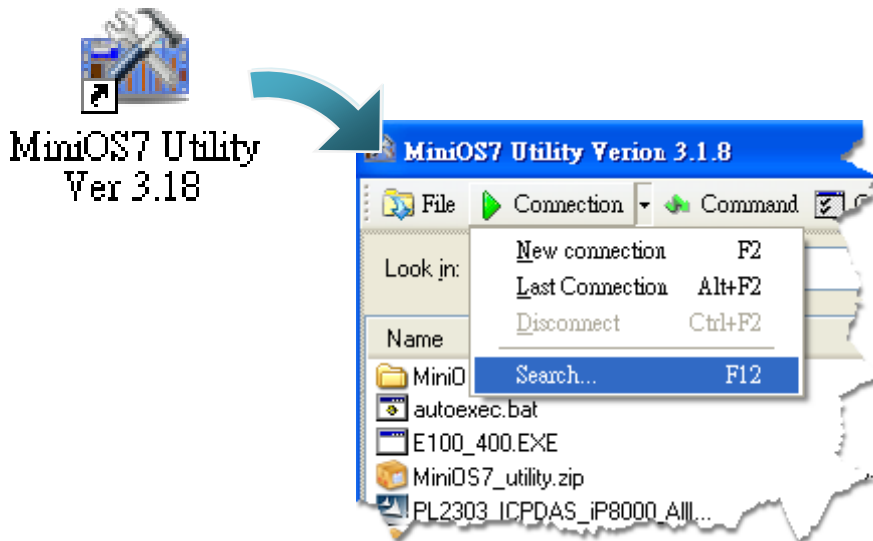 MiniOS7 Utility
Ver 3.18
MiniOS7 Utility Verion 3.1.8
File Connection Command
New connection F2
Look in:
Last Connection Alt+F2
Disconnect Ctrl+F2
Name
Search... F12
MiniO
autoexec.bat
E100_400.EXE
MiniOS7_utility.zip
PL2303_ICPDAS_iP8000_Alll...